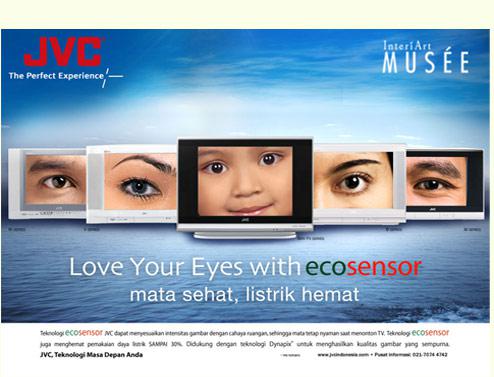 JVC
The Perfect Experience
InteriArt
MUSÉE
JVC
Love Your Eyes with ecosensor
mata sehat, listrik hemat
Teknologi ecosensor JVC dapat menyesuaikan intensitas gambar dengan cahaya ruangan, sehingga mata tetap nyaman saat menonton TV. Teknologi ecosensor
juga menghemat pemakaian daya listrik SAMPAI 30%. Didukung dengan teknologi Dynapix untuk menghasilkan kualitas gambar yang sempurna.
JVC, Teknologi Masa Depan Anda
www.jvcindonesia.com • Pusat informasi: 021-7074 4742